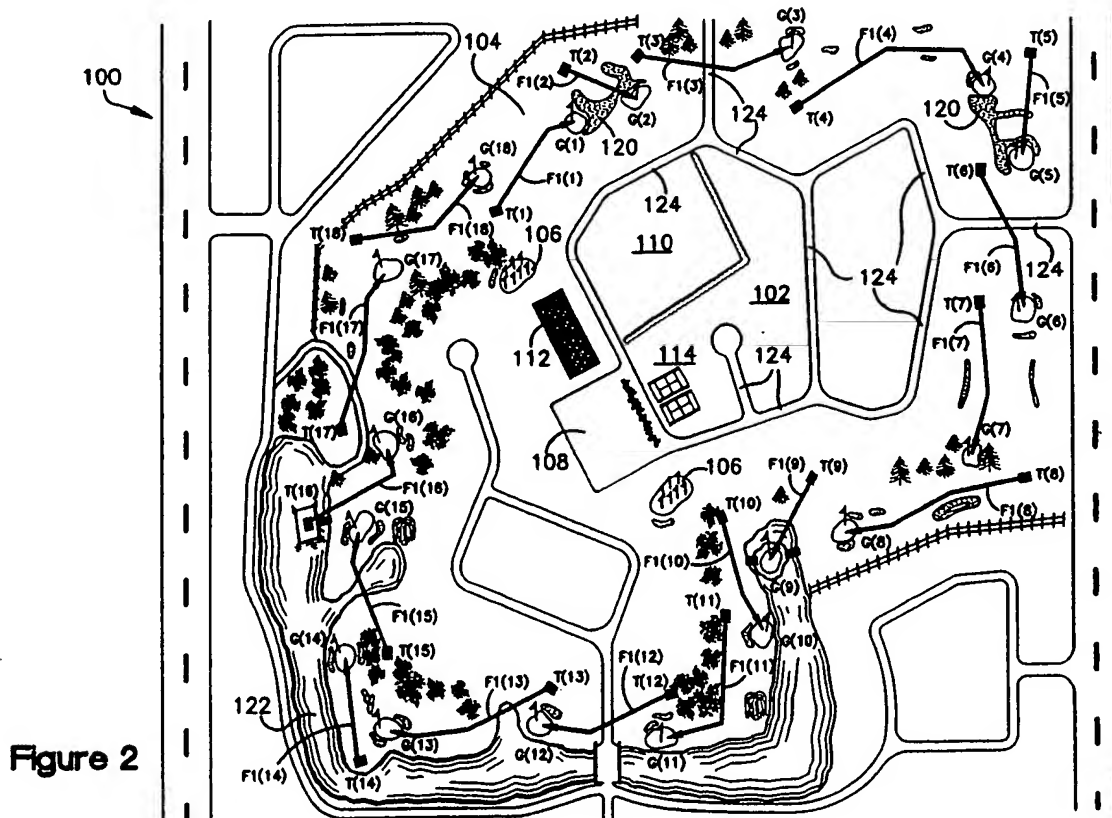 G(3)
F1(4)
T(5)
104
T(2)
T(3)
G(4)
100
F1(2)
F1(3)
F1(5)
124
T(4)
120
G(2)
G(1)
120
124
G(18)
T(6)
G(5)
F1(1)
124
T(1)
T(18)
F1(18)
106
110
124
G(17)
F1(6)
124
102
F1(17)
T(7)
G(6)
112
F1(7)
114
124
G(16)
T(17)
G(7)
108
106
F1(9)
T(9)
T(8)
T(16)
F1(16)
T(10)
G(15)
F1(8)
G(8)
F1(10)
G(9)
T(11)
F1(15)
G(14)
G(10)
T(15)
F1(12)
F1(11)
F1(13)
T(13)
T(12)
122
G(13)
G(12)
G(11)
Figure 2
F1(14)
T(14)